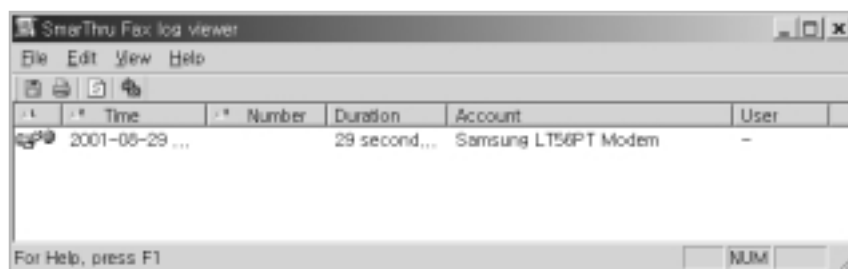 SmarThru Fax log viewer
File Edit View Help
Time Number Duration Account User
2001-08-29 ... 29 second... Samsung LT56PT Modem -
For Help, press F1 NUM